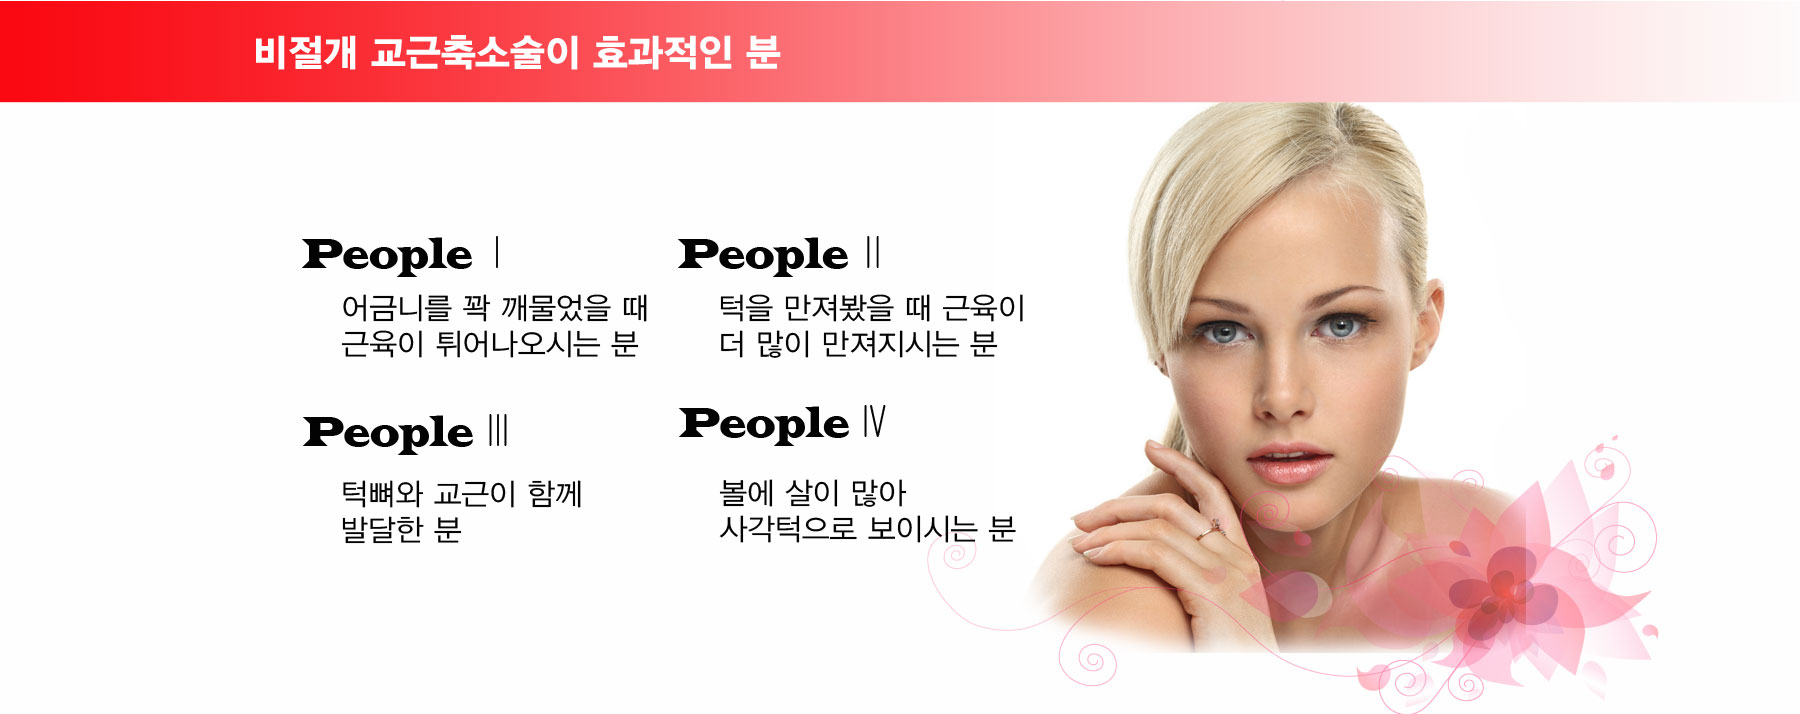 비절개 교근축소술이 효과적인 분
People I
어금니를 꽉 깨물었을 때
근육이 튀어나오시는 분
People II
턱을 만져봤을 때 근육이
더 많이 만져지시는 분
People III
턱뼈와 교근이 함께
발달한 분
People IV
볼에 살이 많아
사각턱으로 보이시는 분